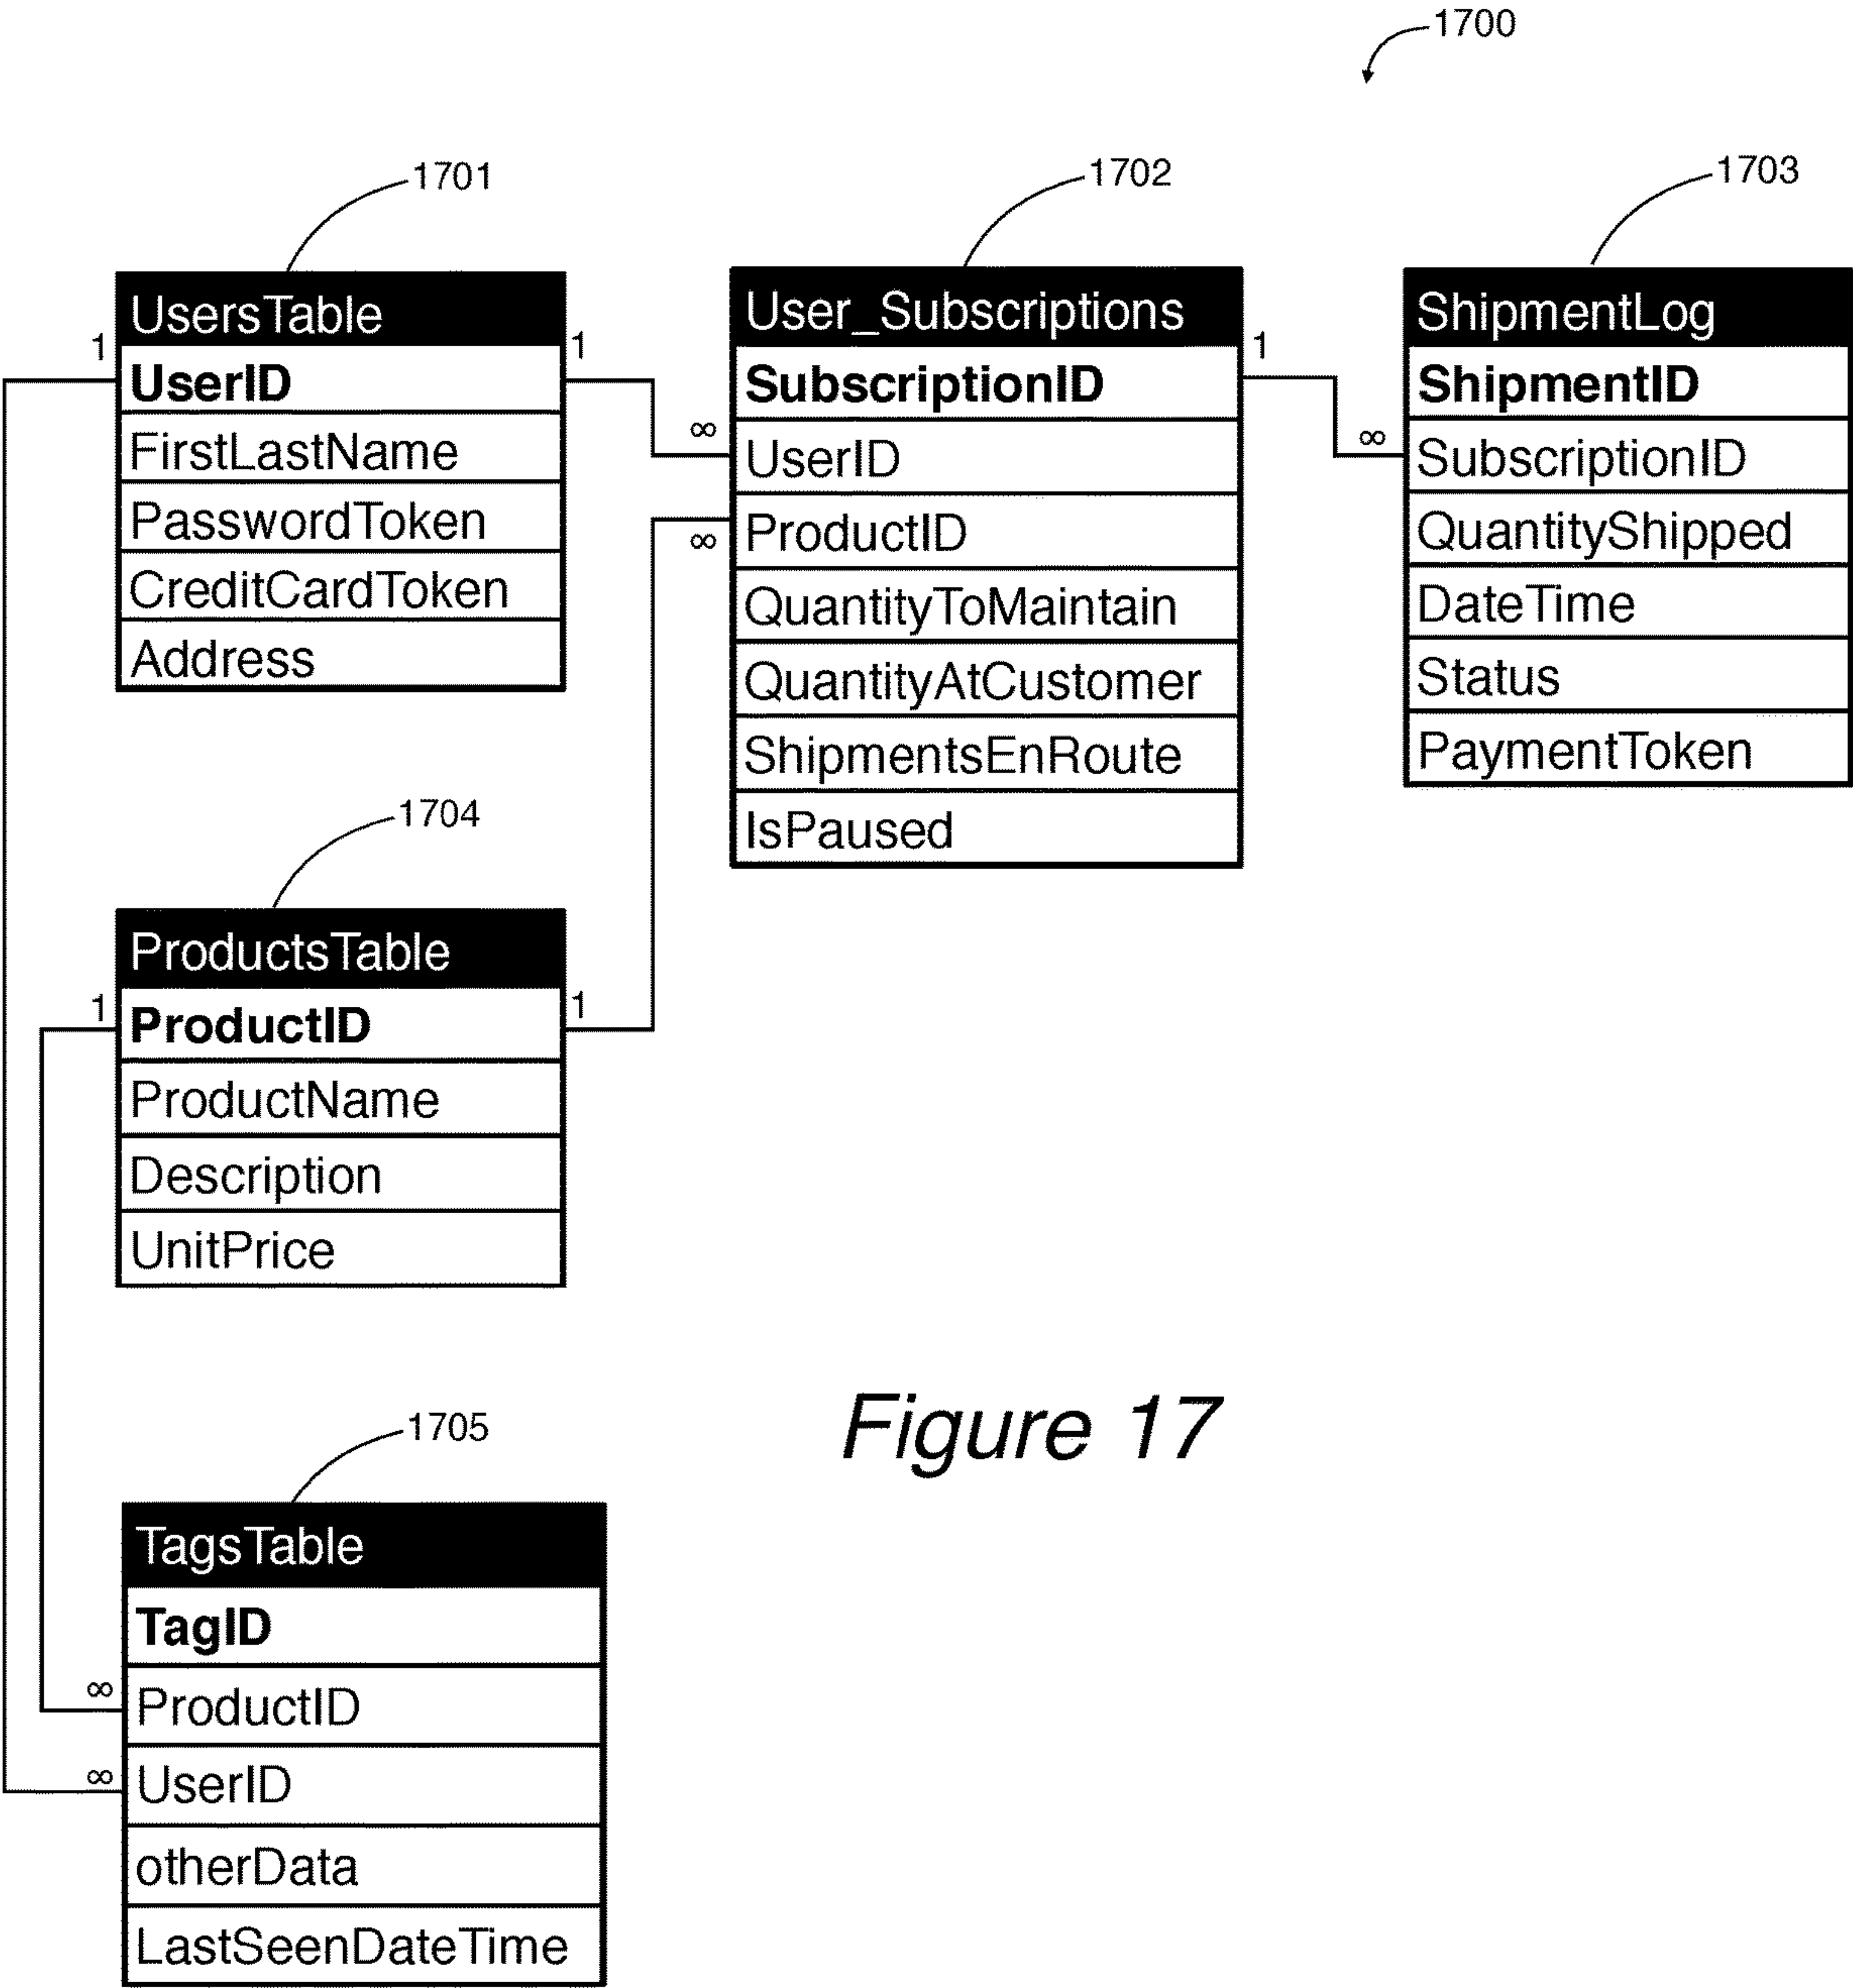 1700
1701
UsersTable
1
1
UserID
FirstLastName
PasswordToken
CreditCardToken
Address
1702
User_Subscriptions
1
SubscriptionID
∞
UserID
∞
ProductID
QuantityToMaintain
QuantityAtCustomer
ShipmentsEnRoute
IsPaused
1703
ShipmentLog
ShipmentID
∞
SubscriptionID
QuantityShipped
DateTime
Status
PaymentToken
1704
ProductsTable
1
1
ProductID
ProductName
Description
UnitPrice
1705
TagsTable
TagID
∞
ProductID
∞
UserID
otherData
LastSeenDateTime
Figure 17